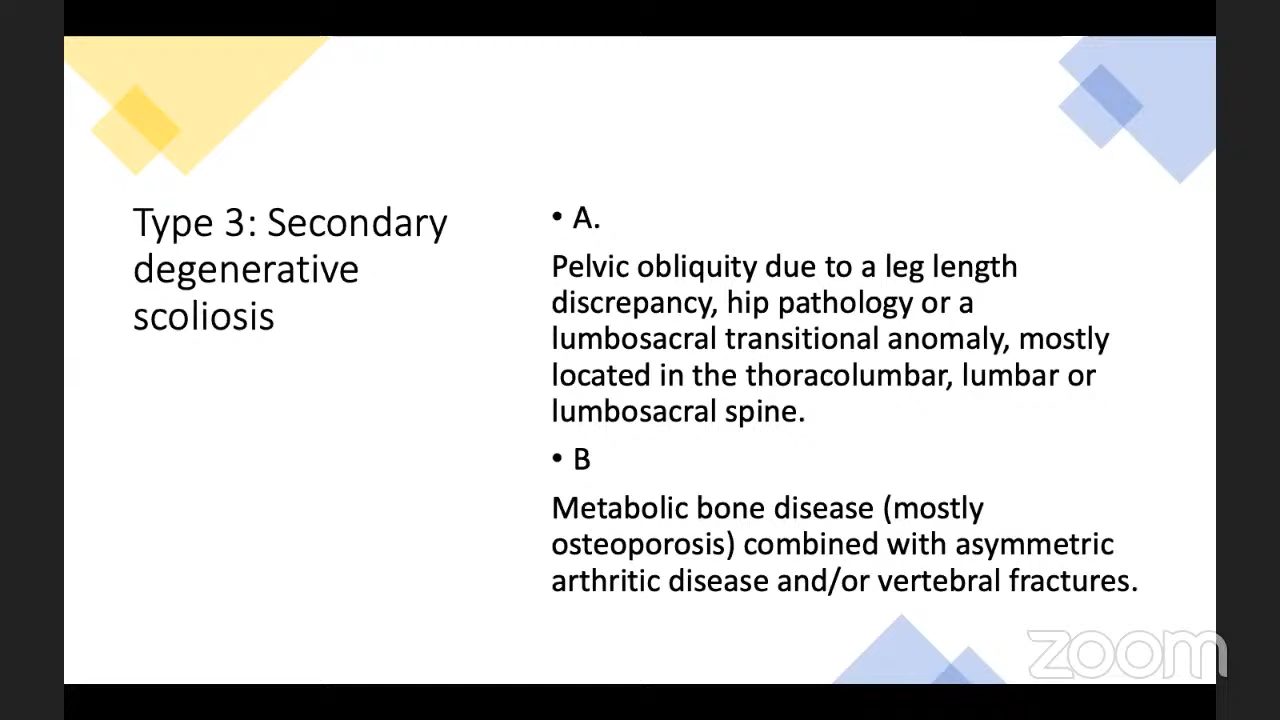 Type 3: Secondary
degenerative
scoliosis
• A.
Pelvic obliquity due to a leg length
discrepancy, hip pathology or a
lumbosacral transitional anomaly, mostly
located in the thoracolumbar, lumbar or
lumbosacral spine.
• B
Metabolic bone disease (mostly
osteoporosis) combined with asymmetric
arthritic disease and/or vertebral fractures.
zoom